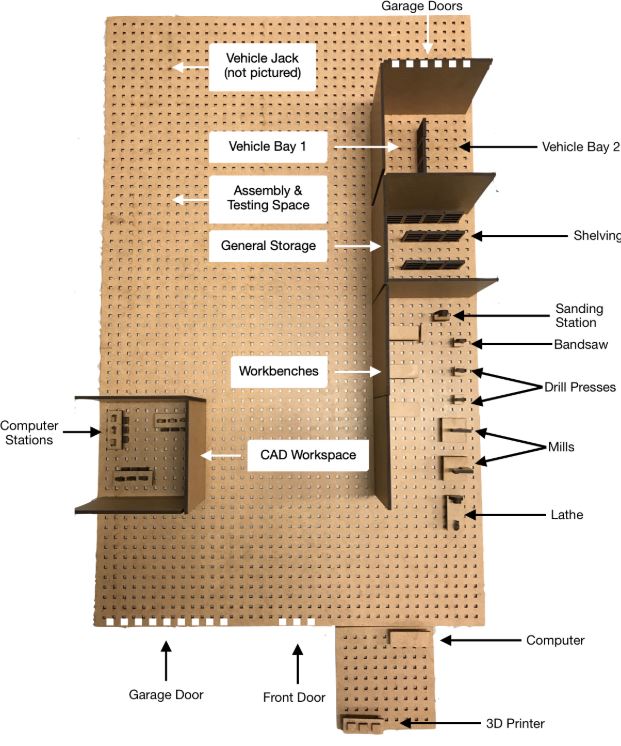 Garage Doors
Vehicle Jack
(not pictured)
Vehicle Bay 1
Vehicle Bay 2
Assembly &
Testing Space
General Storage
Shelving
Sanding
Station
Bandsaw
Workbenches
Drill Presses
Computer
Stations
CAD Workspace
Mills
Lathe
Computer
Garage Door
Front Door
3D Printer